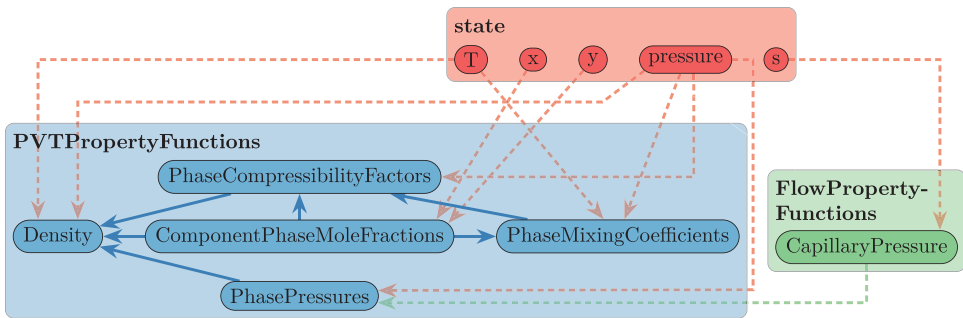 state
T
x
y
pressure
s
PVTPropertyFunctions
PhaseCompressibilityFactors
Density
ComponentPhaseMoleFractions
PhaseMixingCoefficients
PhasePressures
FlowProperty-
Functions
CapillaryPressure